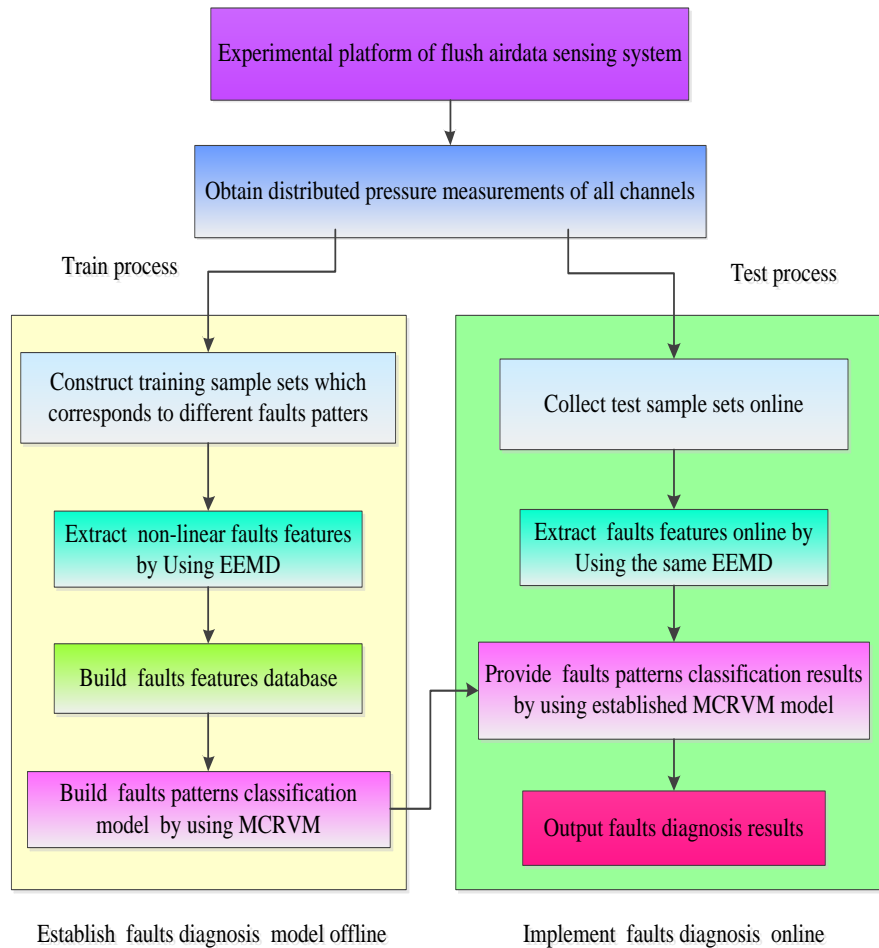 Experimental platform of flush airdata sensing system
Obtain distributed pressure measurements of all channels
Train process
Test process
Construct training sample sets which
corresponds to different faults patters
Extract non-linear faults features
by Using EEMD
Build faults features database
Build faults patterns classification
model by using MCRVM
Collect test sample sets online
Extract faults features online by
Using the same EEMD
Provide faults patterns classification results
by using established MCRVM model
Output faults diagnosis results
Establish faults diagnosis model offline
Implement faults diagnosis online